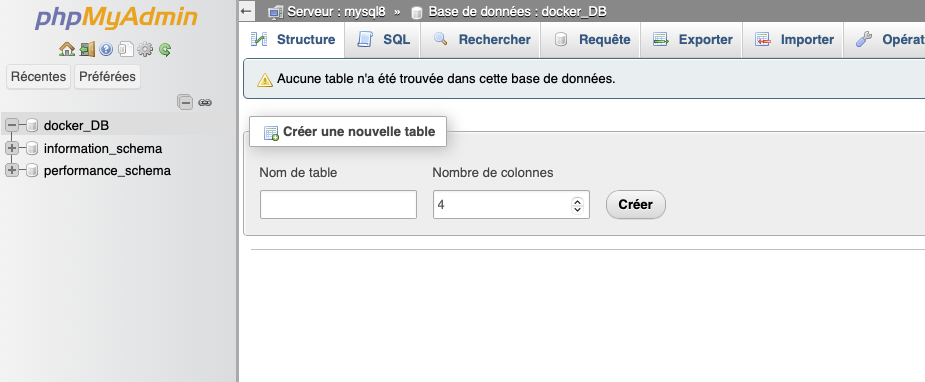 phpMyAdmin
Récentes Préférées
docker_DB
information_schema
performance_schema
Serveur : mysql8 » Base de données : docker_DB
Structure SQL Rechercher Requête Exporter Importer Opérat
Aucune table n'a été trouvée dans cette base de données.
Créer une nouvelle table
Nom de table Nombre de colonnes
4 Créer